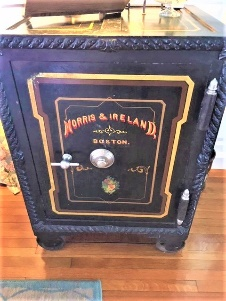 MORRIS & IRELAND,
BOSTON.